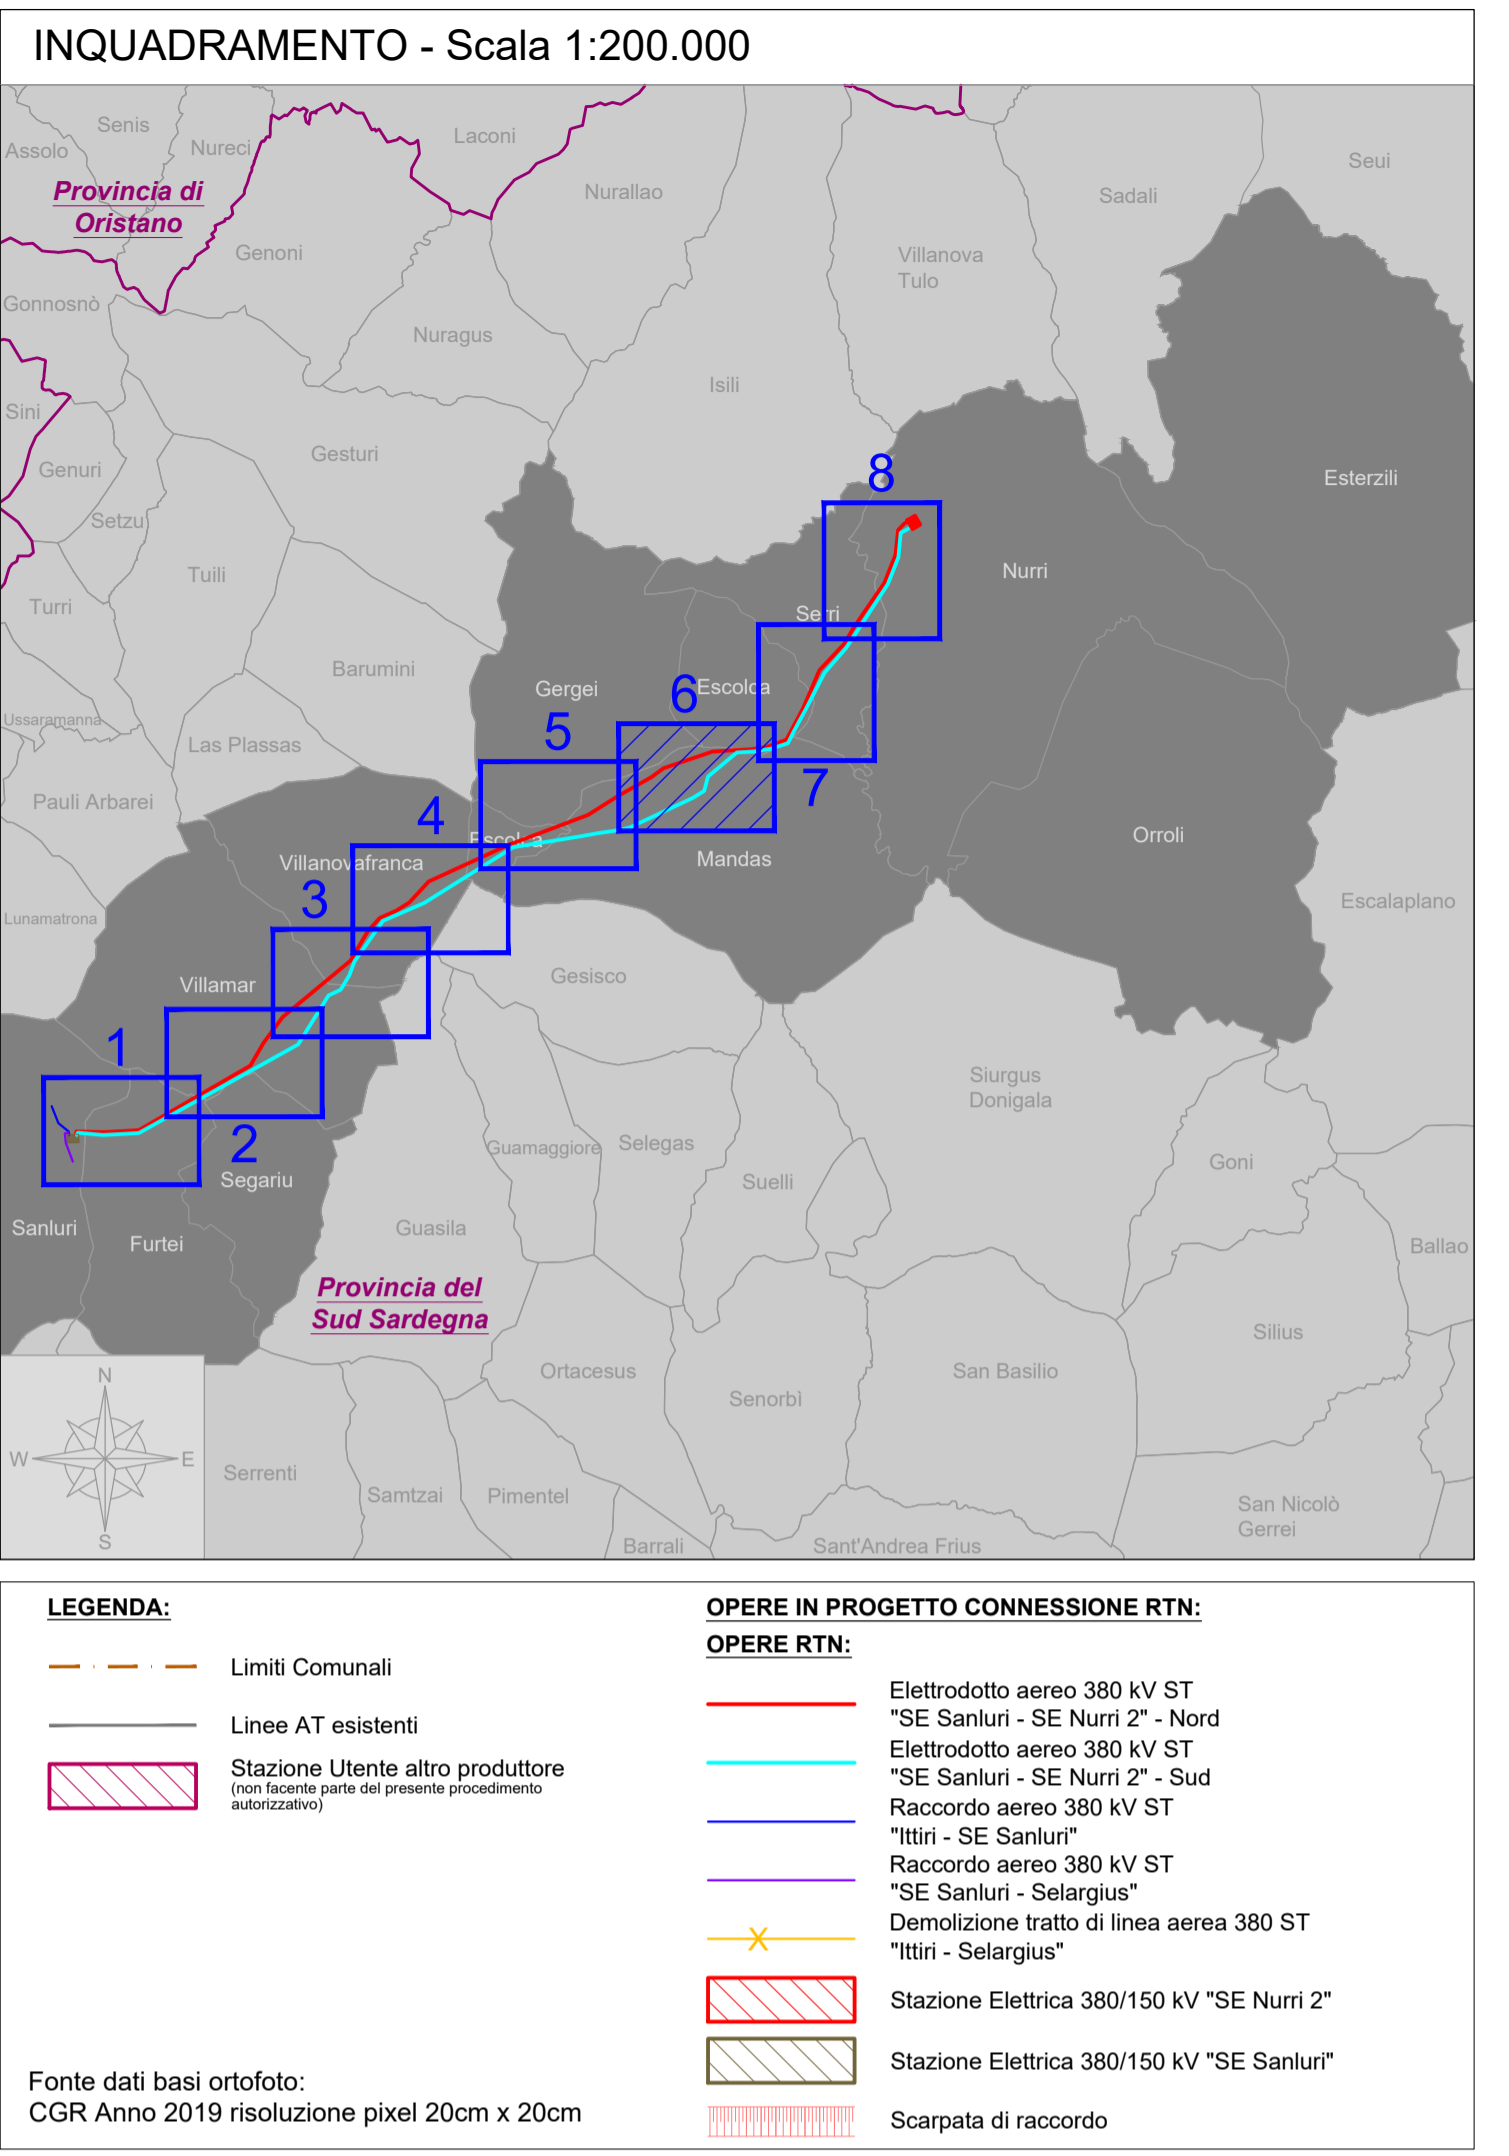 INQUADRAMENTO - Scala 1:200.000
Senis
Assolo
Nureci
Laconi
Seui
Provincia di
Oristano
Nurallao
Sadali
Genoni
Villanova
Tulo
Gonnosnò
Nuragus
Isili
Sini
Gesturi
Genuri
8
Esterzili
Setzu
Tuili
Nurri
Turri
Serri
Barumini
Gergei
6
Escolca
Ussaramanna
5
Las Plassas
7
Pauli Arbarei
4
Escolca
Orroli
Villanovafranca
Mandas
3
Lunamatrona
Escalaplano
Villamar
Gesisco
1
Siurgus
Donigala
2
Guamaggiore
Selegas
Goni
Segariu
Suelli
Sanluri
Furtei
Guasila
Ballao
Provincia del
Sud Sardegna
Silius
N
Ortacesus
San Basilio
Senorbì
W
E
Serrenti
Samtzai
Pimentel
San Nicolò
Gerrei
S
Barrali
Sant'Andrea Frius
LEGENDA:
Limiti Comunali
Linee AT esistenti
Stazione Utente altro produttore
(non facente parte del presente procedimento
autorizzativo)
Fonte dati basi ortofoto:
CGR Anno 2019 risoluzione pixel 20cm x 20cm
OPERE IN PROGETTO CONNESSIONE RTN:
OPERE RTN:
Elettrodotto aereo 380 kV ST
"SE Sanluri - SE Nurri 2" - Nord
Elettrodotto aereo 380 kV ST
"SE Sanluri - SE Nurri 2" - Sud
Raccordo aereo 380 kV ST
"Ittiri - SE Sanluri"
Raccordo aereo 380 kV ST
"SE Sanluri - Selargius"
X
Demolizione tratto di linea aerea 380 ST
"Ittiri - Selargius"
Stazione Elettrica 380/150 kV "SE Nurri 2"
Stazione Elettrica 380/150 kV "SE Sanluri"
Scarpata di raccordo